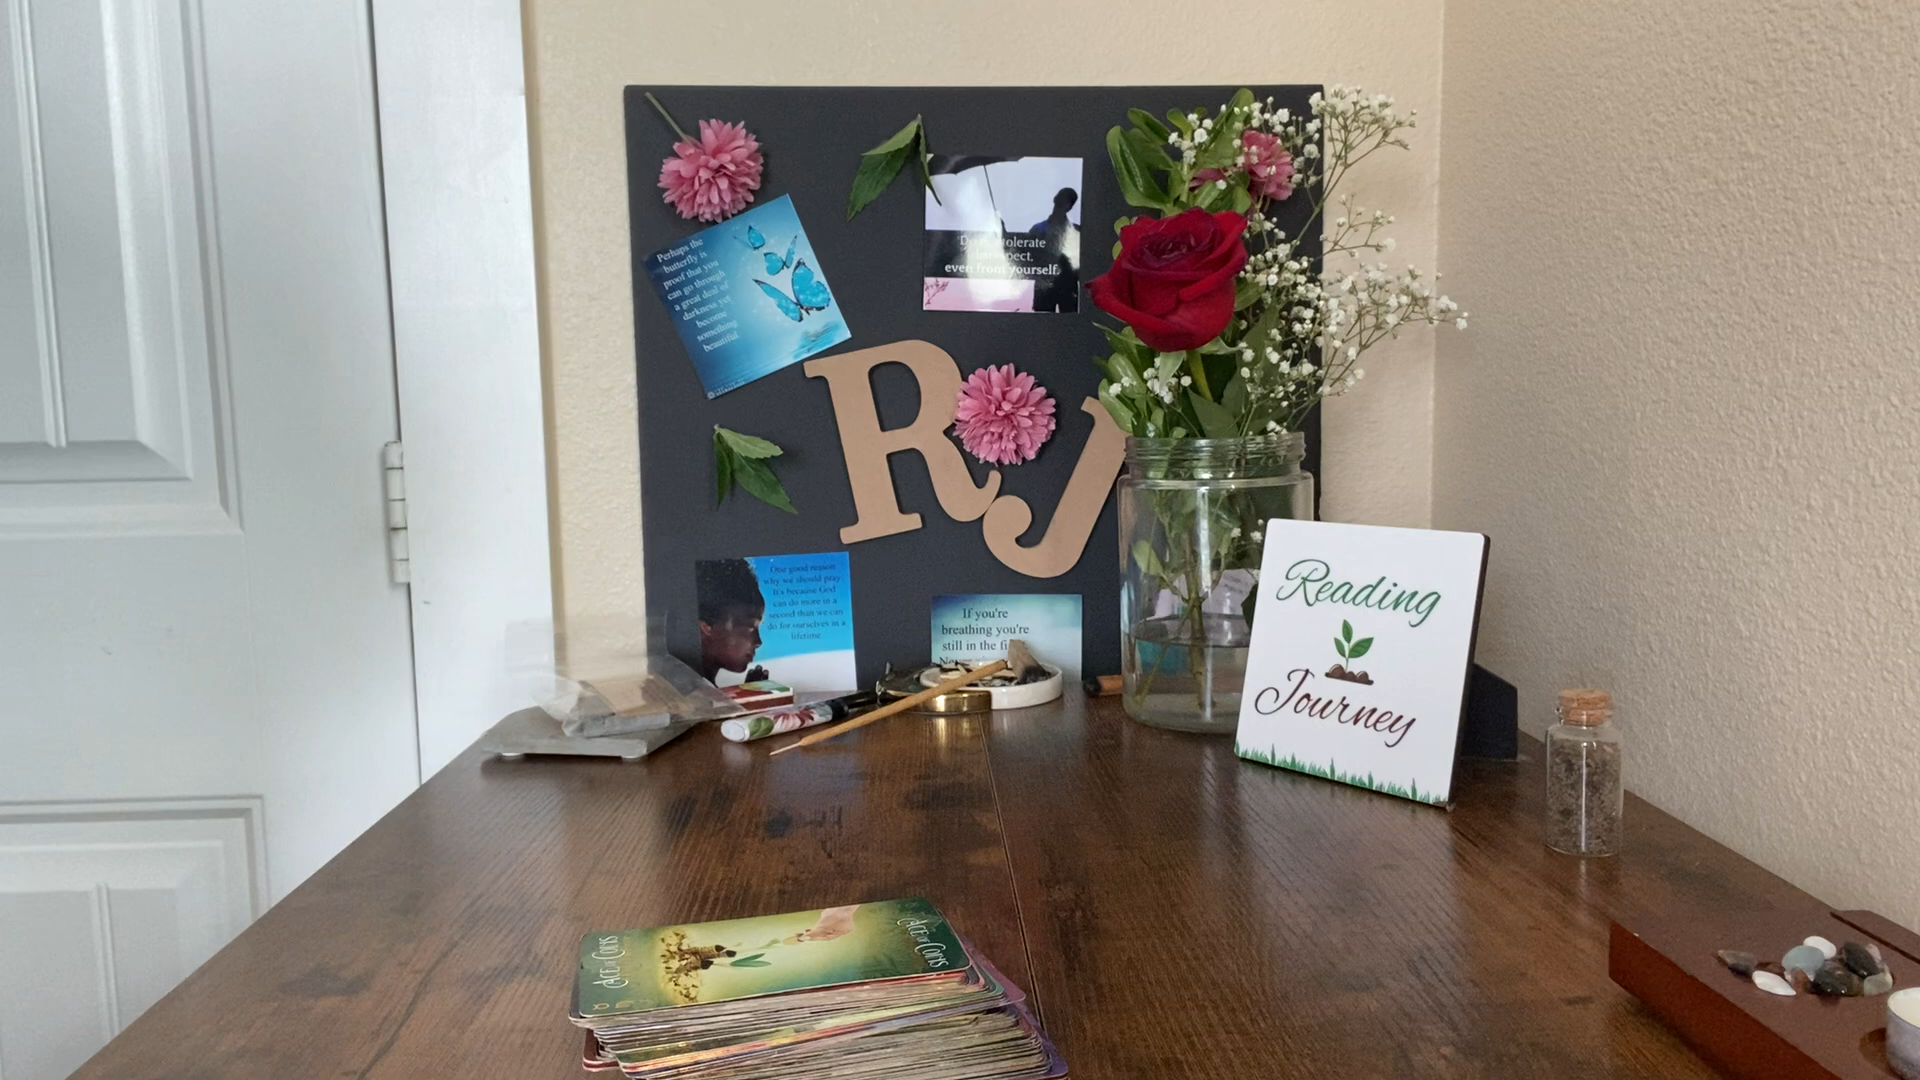 Perhaps the
butterfly is
proof that you
can go through
a great deal of
darkness yet
become
something
beautiful
tolerate
even from yourself.
RJ
One good reason
why we should pray
It's because God
can do more in a
second than we can
do for ourselves in a
lifetime
If you're
breathing you're
still in the
Reading
Journey
ACE OF COINS
ACE OF COINS